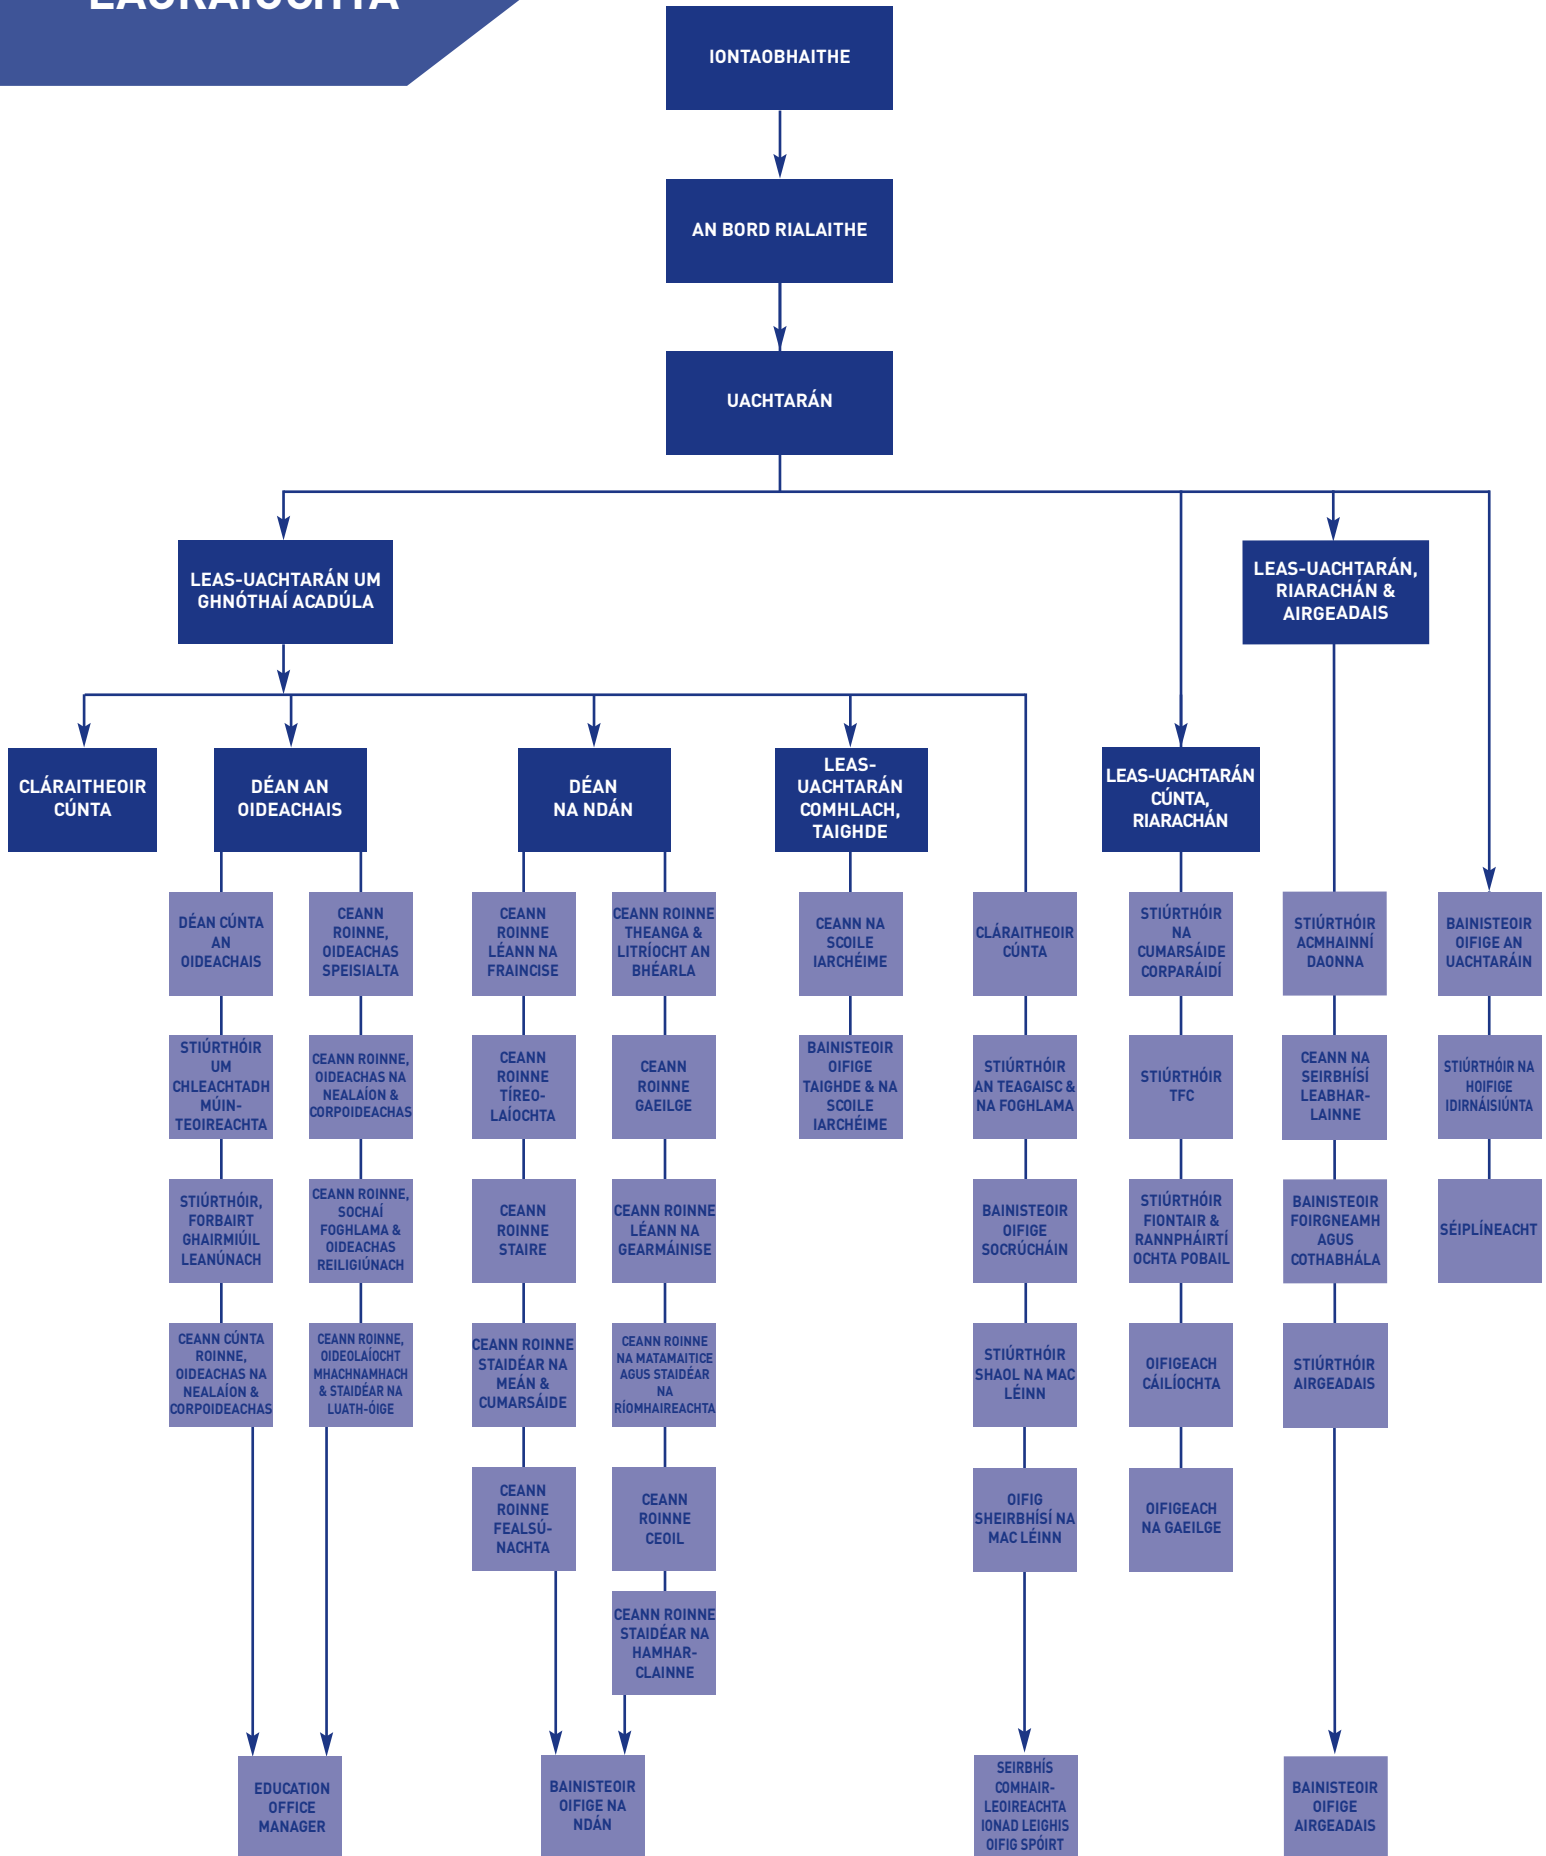 IONTAOBHAITHE
AN BORD RIALAITHE
UACHTARÁN
LEAS-UACHTARÁN UM
GHNÓTHAÍ ACADÚLA
LEAS-UACHTARÁN,
RIARACHÁN &
AIRGEADAIS
CLÁRAITHEOIR
CÚNTA
DÉAN AN
OIDEACHAIS
DÉAN
NA NDÁN
LEAS-
UACHTARÁN
COMHLACH,
TAIGHDE
LEAS-UACHTARÁN
CÚNTA,
RIARACHÁN
DÉAN CÚNTA
AN
OIDEACHAIS
STIÚRTHÓIR
UM
CHLEACHTADH
MÚIN-
TEOIREACHTA
STIÚRTHÓIR,
FORBAIRT
GHAIRMIÚIL
LEANÚNACH
CEANN CÚNTA
ROINNE,
OIDEACHAS NA
NEALAÍON &
CORPOIDEACHAS
CEANN
ROINNE,
OIDEACHAS
SPEISIALTA
CEANN ROINNE,
OIDEACHAS NA
NEALAÍON &
CORPOIDEACHAS
CEANN ROINNE,
SOCHAÍ
FOGHLAMA &
OIDEACHAS
REILIGIÚNACH
CEANN ROINNE,
OIDEOLAÍOCHT
MHACHNAMHACH
& STAIDÉAR NA
LUATH-ÓIGE
EDUCATION
OFFICE
MANAGER
CEANN
ROINNE
LÉANN NA
FRAINCISE
CEANN
ROINNE
TÍREO-
LAÍOCHTA
CEANN
ROINNE
STAIRE
CEANN ROINNE
STAIDÉAR NA
MEÁN &
CUMARSÁIDE
CEANN
ROINNE
FEALSÚ-
NACHTA
CEANN ROINNE
THEANGA &
LITRÍOCHT AN
BHÉARLA
CEANN
ROINNE
GAEILGE
CEANN ROINNE
LÉANN NA
GEARMÁINISE
CEANN ROINNE
NA MATAMAITICE
AGUS STAIDÉAR
NA
RÍOMHAIREACHTA
CEANN
ROINNE
CEOIL
CEANN ROINNE
STAIDÉAR NA
HAMHAR-
CLAINNE
BAINISTEOIR
OIFIGE NA
NDÁN
CEANN NA
SCOILE
IARCHÉIME
BAINISTEOIR
OIFIGE
TAIGHDE & NA
SCOILE
IARCHÉIME
CLÁRAITHEOIR
CÚNTA
STIÚRTHÓIR
AN TEAGAISC &
NA FOGHLAMA
BAINISTEOIR
OIFIGE
SOCRÚCHÁIN
STIÚRTHÓIR
SHAOL NA MAC
LÉINN
OIFIG
SHEIRBHÍSÍ NA
MAC LÉINN
SEIRBHÍS
COMHAIR-
LEOIREACHTA
IONAD LEIGHIS
OIFIG SPÓIRT
STIÚRTHÓIR
NA
CUMARSÁIDE
CORPARÁIDÍ
STIÚRTHÓIR
TFC
STIÚRTHÓIR
FIONTAIR &
RANNPHÁIRTÍ
OCHTA POBAIL
OIFIGEACH
CÁILÍOCHTA
OIFIGEACH
NA GAEILGE
STIÚRTHÓIR
ACMHAINNÍ
DAONNA
CEANN NA
SEIRBHÍSÍ
LEABHAR-
LAINNE
BAINISTEOIR
FOIRGNEAMH
AGUS
COTHABHÁLA
STIÚRTHÓIR
AIRGEADAIS
BAINISTEOIR
OIFIGE
AIRGEADAIS
BAINISTEOIR
OIFIGE AN
UACHTARÁIN
STIÚRTHÓIR NA
HOIFIGE
IDIRNÁISIÚNTA
SÉIPLÍNEACHT